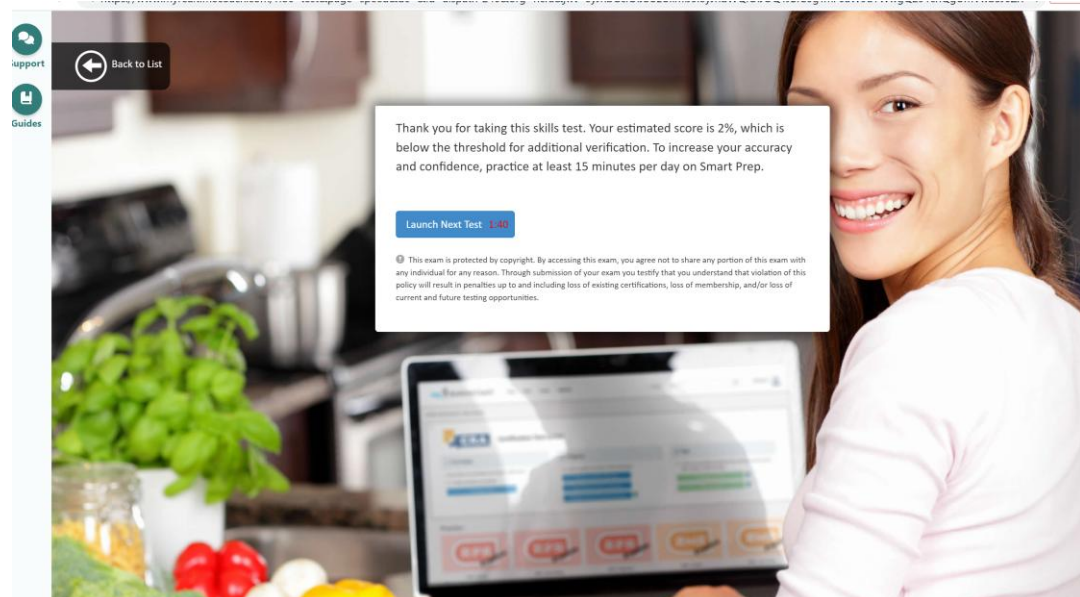 Support
Guides
Back to List
Thank you for taking this skills test. Your estimated score is 2%, which is
below the threshold for additional verification. To increase your accuracy
and confidence, practice at least 15 minutes per day on Smart Prep.
Launch Next Test 1:40
This exam is protected by copyright. By accessing this exam, you agree not to share any portion of this exam with
any individual for any reason. Through submission of your exam you testify that you understand that violation of this
policy will result in penalties up to and including loss of existing certifications, loss of membership, and/or loss of
current and future testing opportunities.